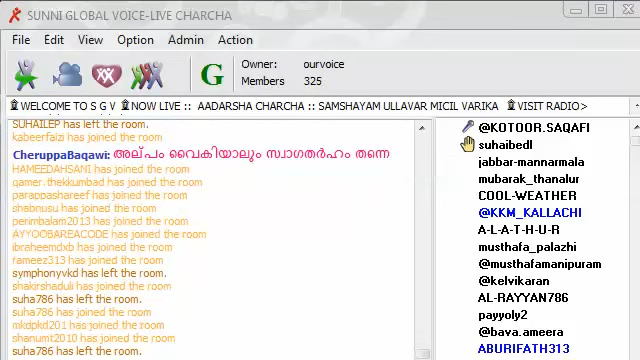 SUNNI GLOBAL VOICE-LIVE CHARCHA
File Edit View Option Admin Action
G
Owner: ourvoice
Members 325
WELCOME TO S G V NOW LIVE :: AADARSHA CHARCHA :: SAMSHAYAM ULLAVAR MICIL VARIKA VISIT RADIO>
SUHAILEP has left the room.
kabeerfaizi has joined the room
CheruppaBaqawi: അല്പം വൈകിയാലും സ്വാഗതർഹം തന്നെ
HAMEEDAHSANI has joined the room
qamer.thekkumbad has joined the room
parappashareef has joined the room
shabnusu has joined the room
perimbalam2013 has joined the room
AYYOOBAREACODE has joined the room
ibraheemdxb has joined the room
rameez313 has joined the room
symphonyvkd has left the room.
shakirshaduli has joined the room
suha786 has left the room.
suha786 has joined the room
mkdpkd201 has joined the room
shanumt2010 has left the room
suha786 has left the room.
@KOTOOR.SAQAFI
suhaibedl
jabbar-mannarmala
mubarak_thanalur
COOL-WEATHER
@KKM_KALLACHI
A-L-A-T-H-U-R
musthafa_palazhi
@musthafamanipuram
@kelvikaran
AL-RAYYAN786
payyoly2
@bava.ameera
ABURIFATH313